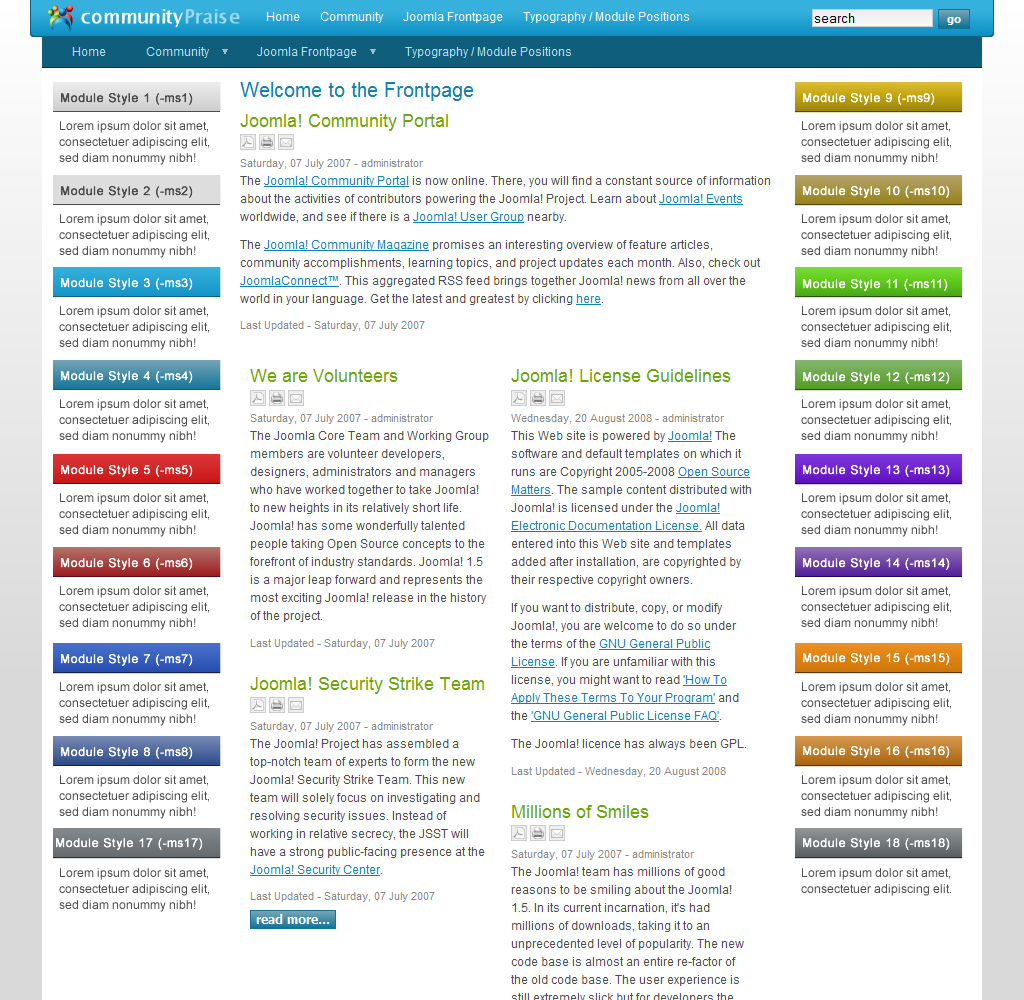 communityPraise
Home Community Joomla Frontpage Typography / Module Positions
search go
Home Community Joomla Frontpage Typography / Module Positions
Module Style 1 (-ms1)
Lorem ipsum dolor sit amet,
consectetuer adipiscing elit,
sed diam nonummy nibh!
Module Style 2 (-ms2)
Lorem ipsum dolor sit amet,
consectetuer adipiscing elit,
sed diam nonummy nibh!
Module Style 3 (-ms3)
Lorem ipsum dolor sit amet,
consectetuer adipiscing elit,
sed diam nonummy nibh!
Module Style 4 (-ms4)
Lorem ipsum dolor sit amet,
consectetuer adipiscing elit,
sed diam nonummy nibh!
Module Style 5 (-ms5)
Lorem ipsum dolor sit amet,
consectetuer adipiscing elit,
sed diam nonummy nibh!
Module Style 6 (-ms6)
Lorem ipsum dolor sit amet,
consectetuer adipiscing elit,
sed diam nonummy nibh!
Module Style 7 (-ms7)
Lorem ipsum dolor sit amet,
consectetuer adipiscing elit,
sed diam nonummy nibh!
Module Style 8 (-ms8)
Lorem ipsum dolor sit amet,
consectetuer adipiscing elit,
sed diam nonummy nibh!
Module Style 17 (-ms17)
Lorem ipsum dolor sit amet,
consectetuer adipiscing elit,
sed diam nonummy nibh!
Welcome to the Frontpage
Joomla! Community Portal
Saturday, 07 July 2007 - administrator
The Joomla! Community Portal is now online. There, you will find a constant source of information
about the activities of contributors powering the Joomla! Project. Learn about Joomla! Events
worldwide, and see if there is a Joomla! User Group nearby.
The Joomla! Community Magazine promises an interesting overview of feature articles,
community accomplishments, learning topics, and project updates each month. Also, check out
JoomlaConnect™. This aggregated RSS feed brings together Joomla! news from all over the
world in your language. Get the latest and greatest by clicking here.
Last Updated - Saturday, 07 July 2007
We are Volunteers
Saturday, 07 July 2007 - administrator
The Joomla Core Team and Working Group
members are volunteer developers,
designers, administrators and managers
who have worked together to take Joomla!
to new heights in its relatively short life.
Joomla! has some wonderfully talented
people taking Open Source concepts to the
forefront of industry standards. Joomla! 1.5
is a major leap forward and represents the
most exciting Joomla! release in the history
of the project.
Last Updated - Saturday, 07 July 2007
Joomla! Security Strike Team
Saturday, 07 July 2007 - administrator
The Joomla! Project has assembled a
top-notch team of experts to form the new
Joomla! Security Strike Team. This new
team will solely focus on investigating and
resolving security issues. Instead of
working in relative secrecy, the JSST will
have a strong public-facing presence at the
Joomla! Security Center.
Last Updated - Saturday, 07 July 2007
read more...
Joomla! License Guidelines
Wednesday, 20 August 2008 - administrator
This Web site is powered by Joomla! The
software and default templates on which it
runs are Copyright 2005-2008 Open Source
Matters. The sample content distributed with
Joomla! is licensed under the Joomla!
Electronic Documentation License. All data
entered into this Web site and templates
added after installation, are copyrighted by
their respective copyright owners.
If you want to distribute, copy, or modify
Joomla!, you are welcome to do so under
the terms of the GNU General Public
License. If you are unfamiliar with this
license, you might want to read 'How To
Apply These Terms To Your Program' and
the 'GNU General Public License FAQ'.
The Joomla! licence has always been GPL.
Last Updated - Wednesday, 20 August 2008
Millions of Smiles
Saturday, 07 July 2007 - administrator
The Joomla! team has millions of good
reasons to be smiling about the Joomla!
1.5. In its current incarnation, it's had
millions of downloads, taking it to an
unprecedented level of popularity. The new
code base is almost an entire re-factor of
the old code base. The user experience is
still extremely slick but for developers the
Module Style 9 (-ms9)
Lorem ipsum dolor sit amet,
consectetuer adipiscing elit,
sed diam nonummy nibh!
Module Style 10 (-ms10)
Lorem ipsum dolor sit amet,
consectetuer adipiscing elit,
sed diam nonummy nibh!
Module Style 11 (-ms11)
Lorem ipsum dolor sit amet,
consectetuer adipiscing elit,
sed diam nonummy nibh!
Module Style 12 (-ms12)
Lorem ipsum dolor sit amet,
consectetuer adipiscing elit,
sed diam nonummy nibh!
Module Style 13 (-ms13)
Lorem ipsum dolor sit amet,
consectetuer adipiscing elit,
sed diam nonummy nibh!
Module Style 14 (-ms14)
Lorem ipsum dolor sit amet,
consectetuer adipiscing elit,
sed diam nonummy nibh!
Module Style 15 (-ms15)
Lorem ipsum dolor sit amet,
consectetuer adipiscing elit,
sed diam nonummy nibh!
Module Style 16 (-ms16)
Lorem ipsum dolor sit amet,
consectetuer adipiscing elit,
sed diam nonummy nibh!
Module Style 18 (-ms18)
Lorem ipsum dolor sit amet,
consectetuer adipiscing elit.